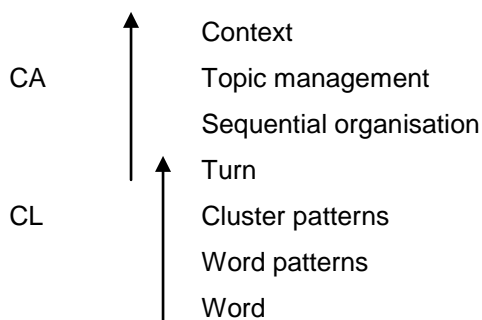 Context
CA Topic management
Sequential organisation
Turn
CL Cluster patterns
Word patterns
Word